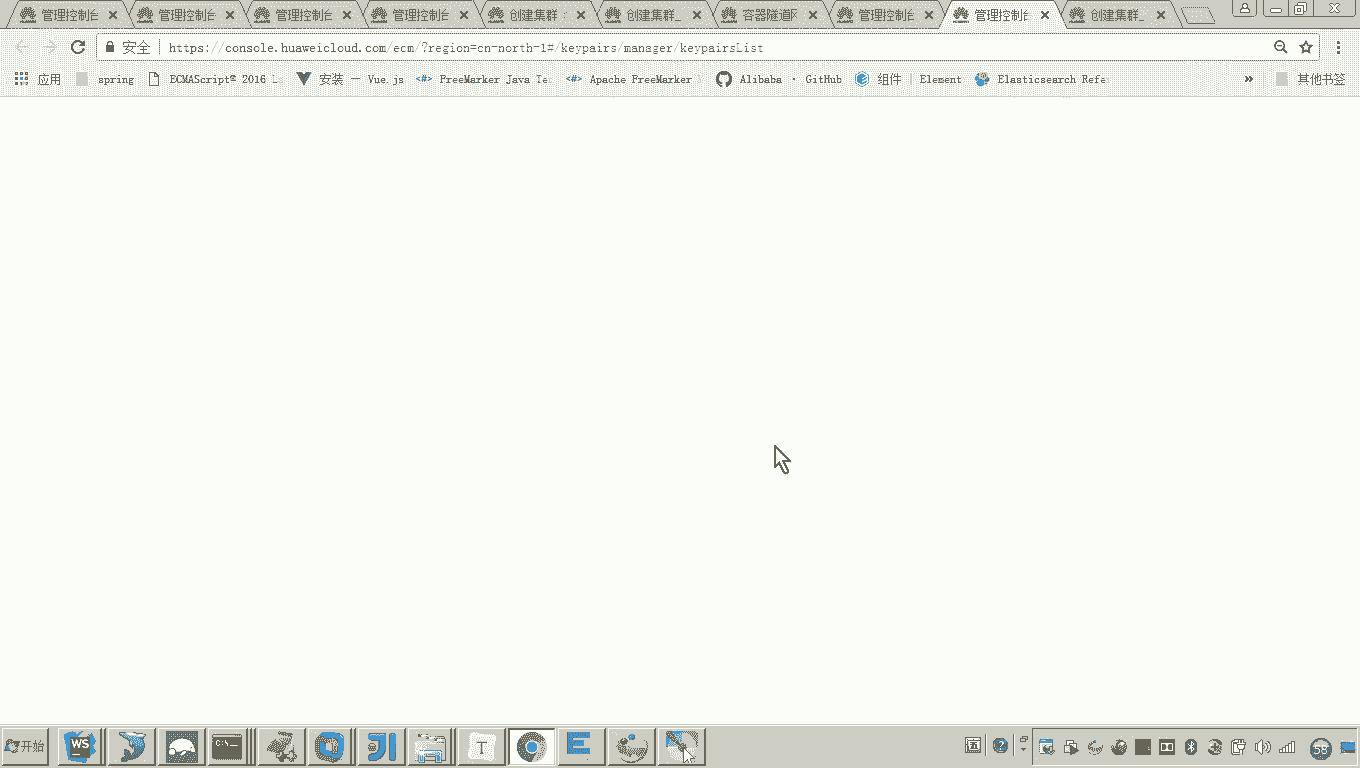 管理控制台 管理控制台 管理控制台 管理控制台 创建集群 创建集群_ 容器隧道网 管理控制台 管理控制台 创建集群_
安全 https://console.huaweicloud.com/ecm/?region=cn-north-1#/keypairs/manager/keypairsList
应用 spring ECMAScript® 2016 L 安装 — Vue.js <#> FreeMarker Java Te <#> Apache FreeMarker Alibaba · GitHub 组件 | Element Elasticsearch Refe » 其他书签
开始 WS C:\_ JI T E 五 ? 58